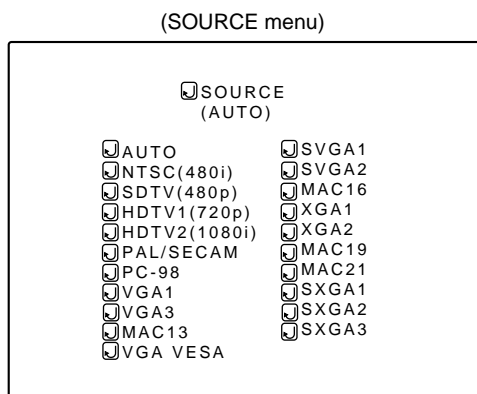 (SOURCE menu)
SOURCE
(AUTO)
AUTO
NTSC(480i)
SDTV(480p)
HDTV1(720p)
HDTV2(1080i)
PAL/SECAM
PC-98
VGA1
VGA3
MAC13
VGA VESA
SVGA1
SVGA2
MAC16
XGA1
XGA2
MAC19
MAC21
SXGA1
SXGA2
SXGA3